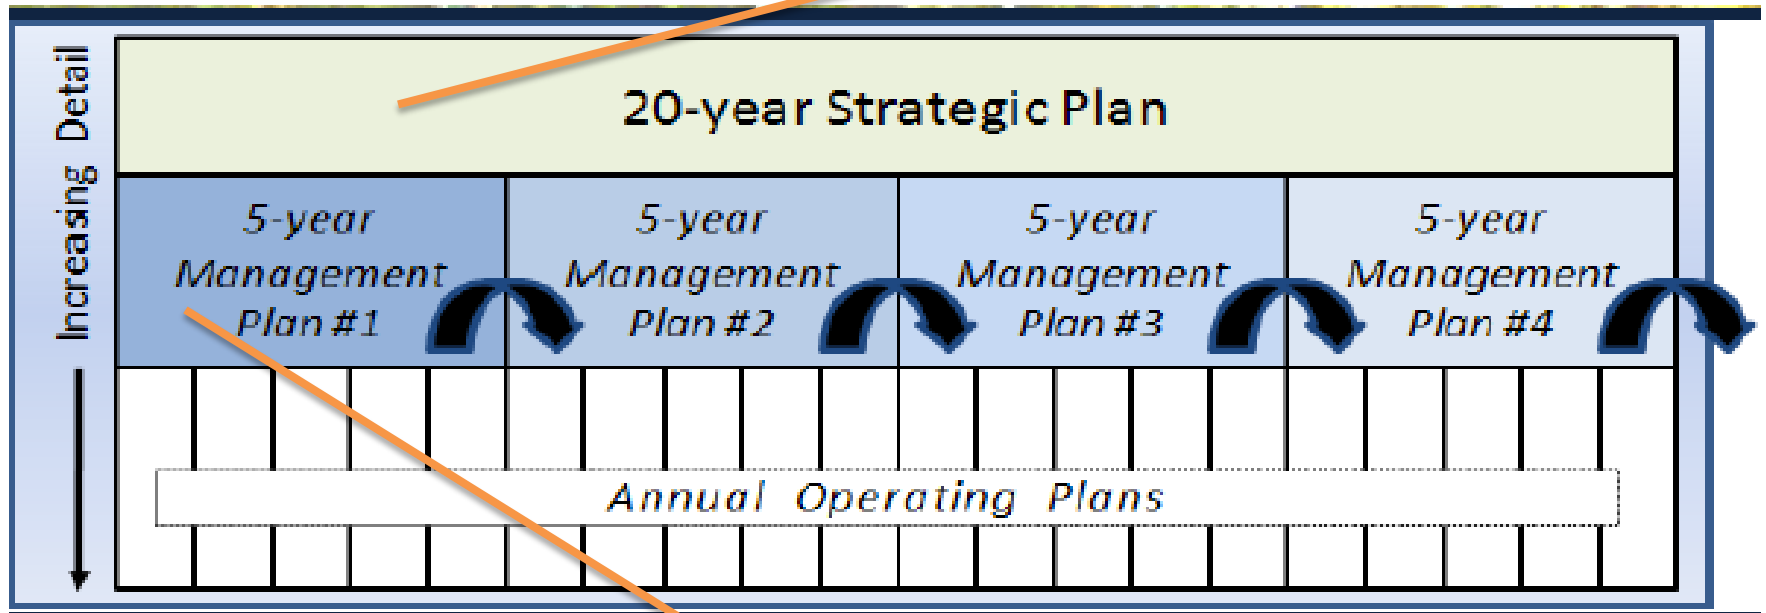 Increasing Detail
20-year Strategic Plan
5-year
Management
Plan #1
5-year
Management
Plan #2
5-year
Management
Plan #3
5-year
Management
Plan #4
Annual Operating Plans